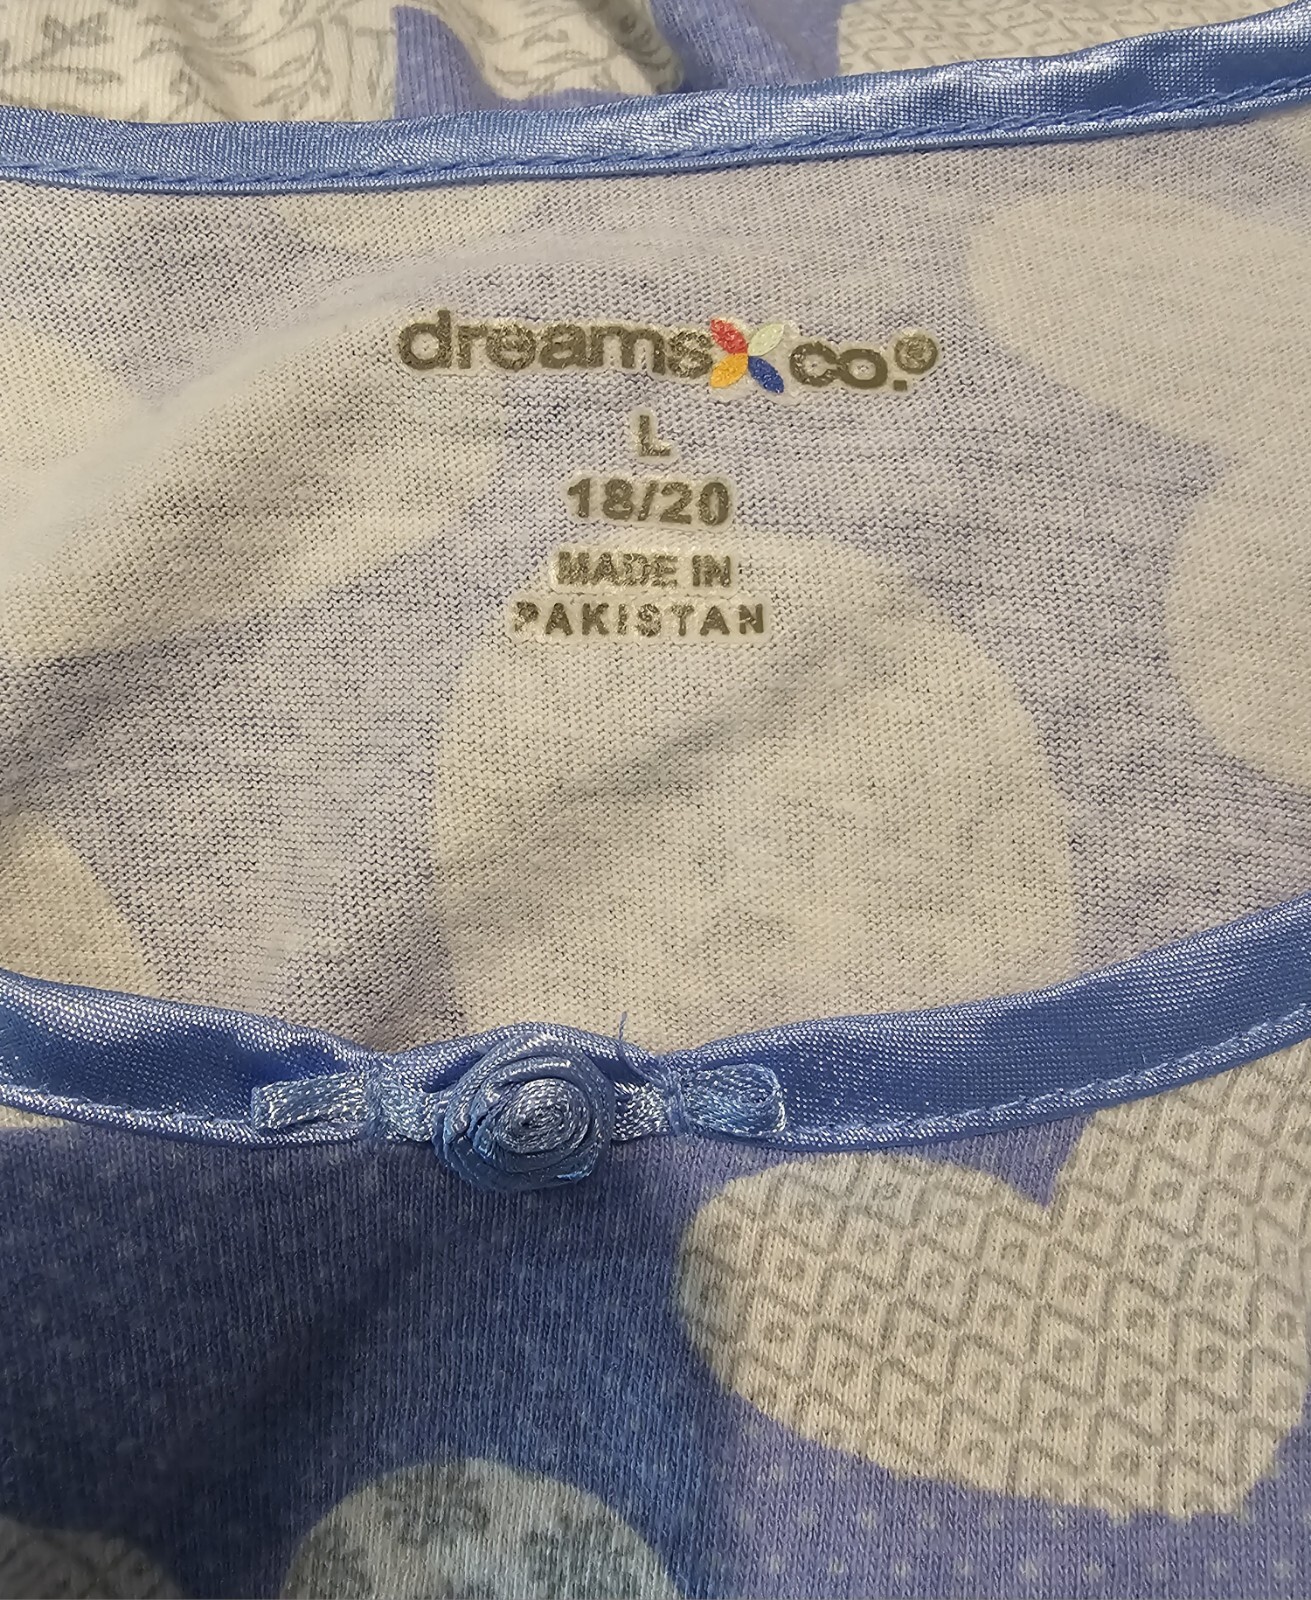 dreams co.®
L
18/20
MADE IN
PAKISTAN